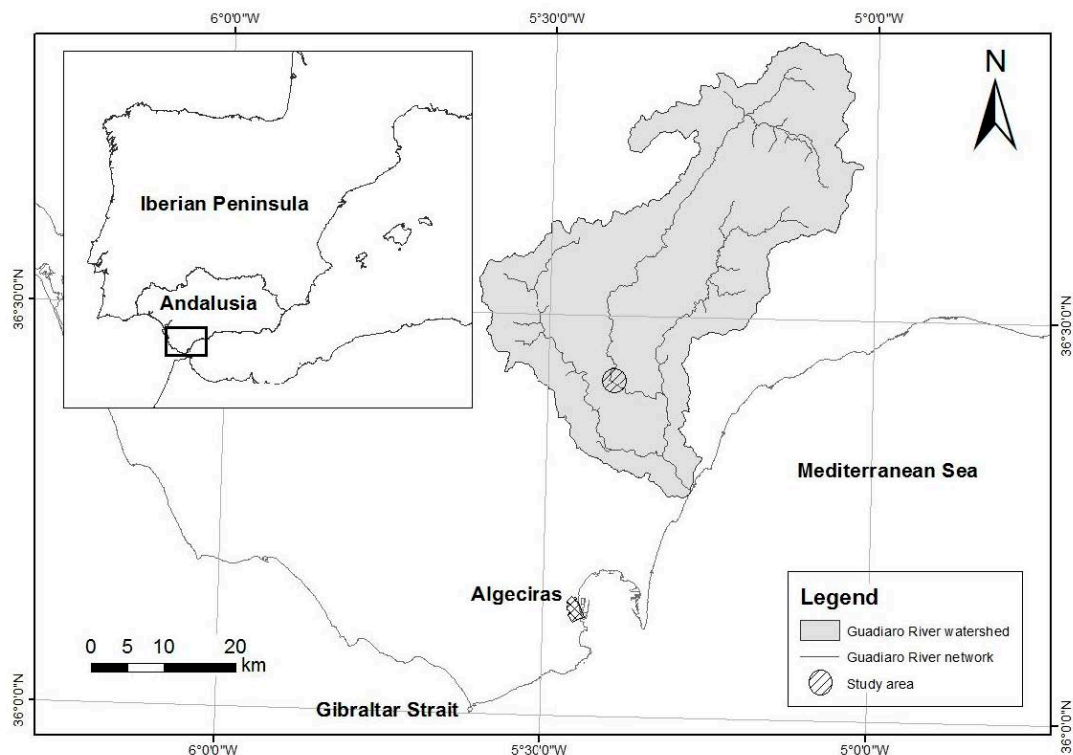 6°0'0"W
5°30'0"W
5°0'0"W
N
Iberian Peninsula
Andalusia
36°30'0"N
36°30'0"N
Mediterranean Sea
Algeciras
Legend
Guadiaro River watershed
Guadiaro River network
Study area
0 5 10 20
km
Gibraltar Strait
36°0'0"N
36°0'0"N
6°0'0"W
5°30'0"W
5°0'0"W